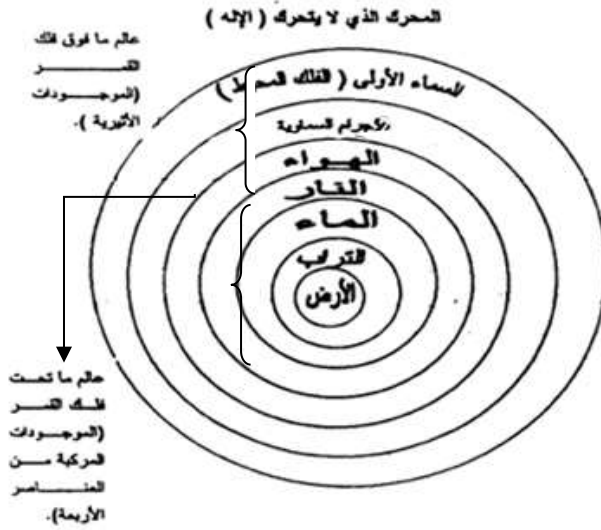 المحرك الذي لا يتحرك ( الإله )
عالم ما فوق فلك
القمر
(الموجودات
الأثيرية ).
السماء الأولى ( الفلك المحيط )
الأجرام السماوية
الهواء
النار
الماء
التراب
الأرض
عالم ما تحت
فلك القمر
(الموجودات
المركبة من
العناصر
الأربعة).